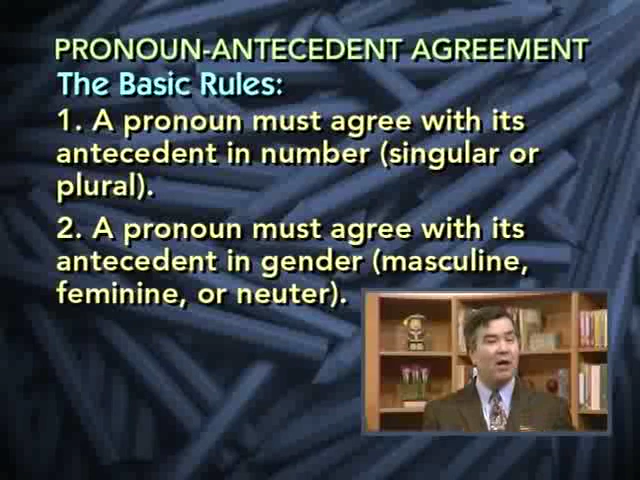 PRONOUN-ANTECEDENT AGREEMENT
The Basic Rules:
1. A pronoun must agree with its
antecedent in number (singular or
plural).
2. A pronoun must agree with its
antecedent in gender (masculine,
feminine, or neuter).